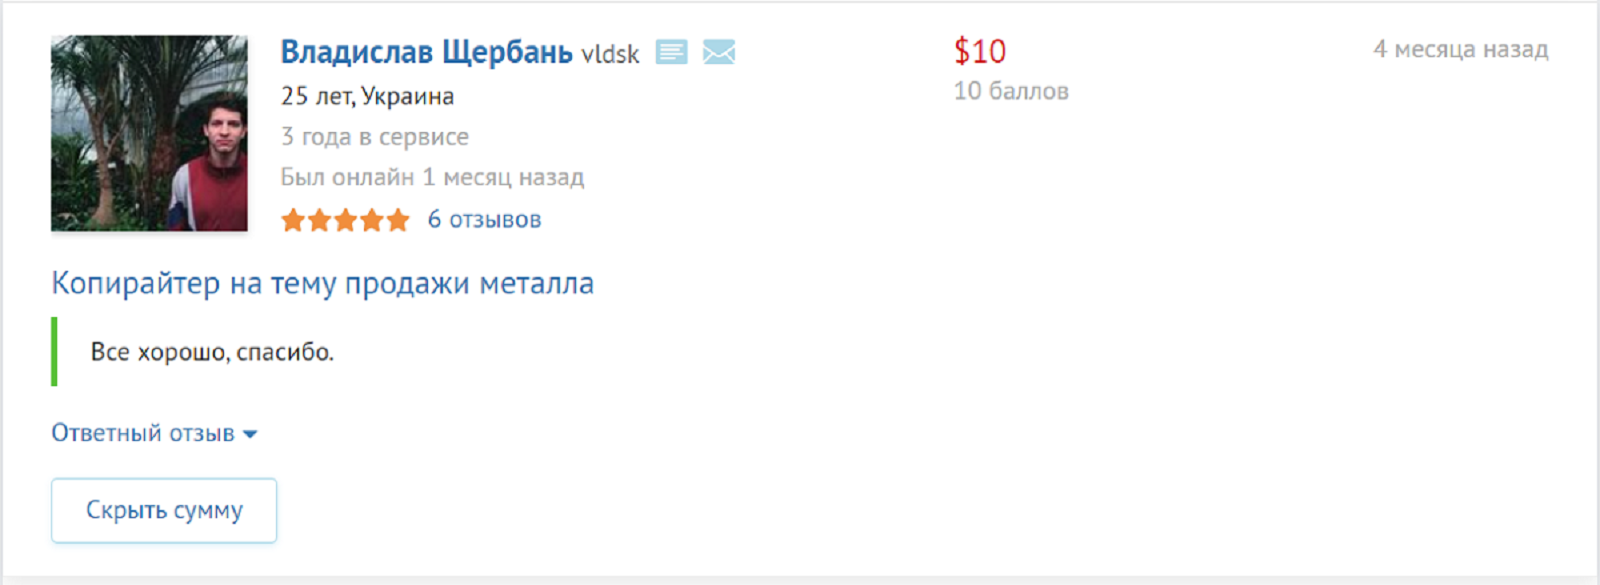 Владислав Щербань vldsk
$10
4 месяца назад
25 лет, Украина
10 баллов
3 года в сервисе
Был онлайн 1 месяц назад
6 отзывов
Копирайтер на тему продажи металла
Все хорошо, спасибо.
Ответный отзыв
Скрыть сумму